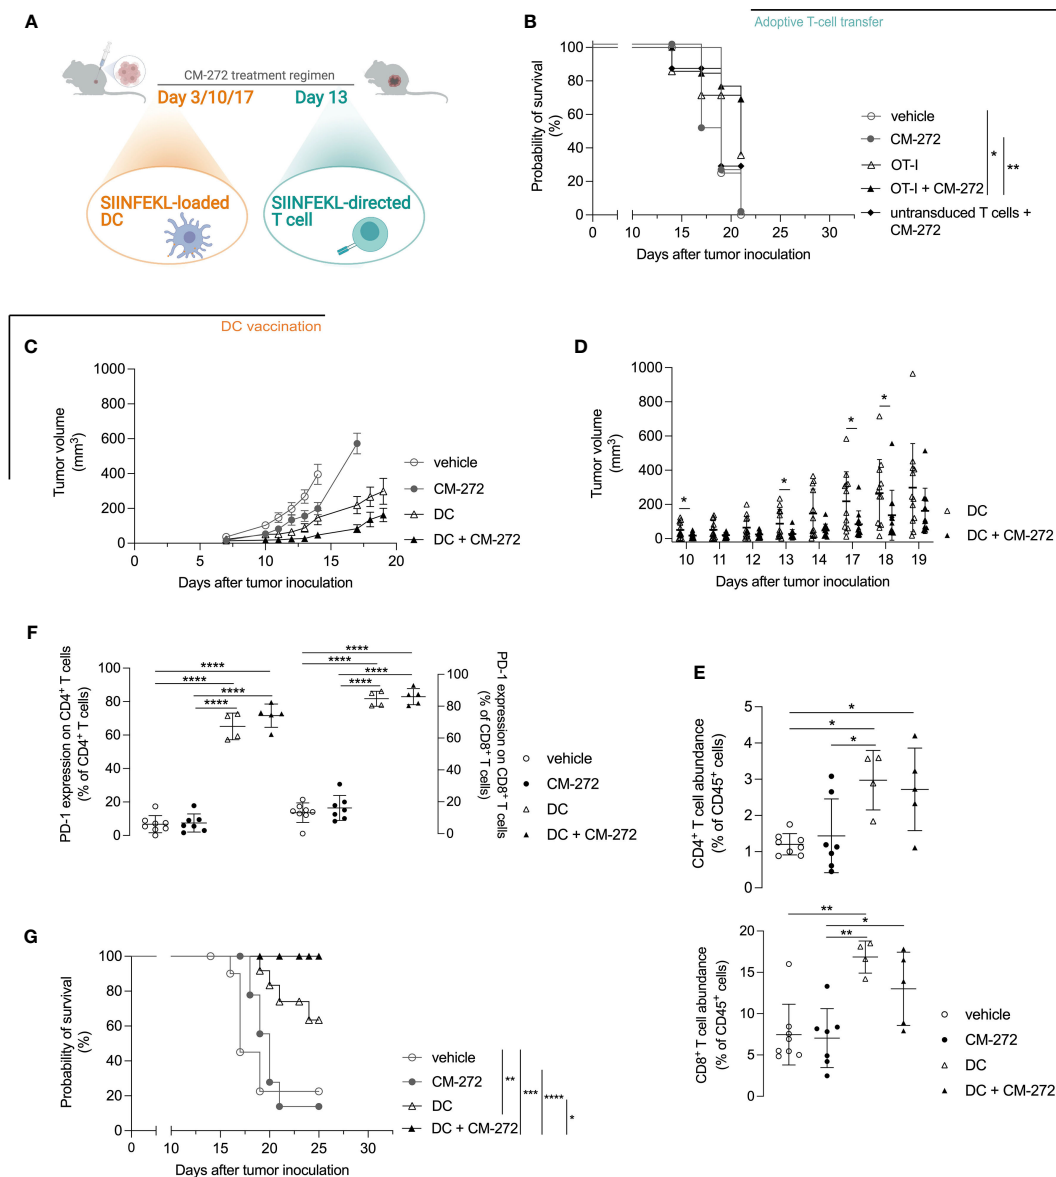 A
CM-272 treatment regimen
Day 3/10/17
Day 13
SIINFEKL-loaded
DC
SIINFEKL-directed
T cell
B
Adoptive T-cell transfer
Probability of survival
(%)
100
80
60
40
20
0
0
10
15
20
25
30
Days after tumor inoculation
vehicle
CM-272
OT-I
OT-I + CM-272
untransduced T cells +
CM-272
*
**
DC vaccination
C
Tumor volume
(mm³)
1000
800
600
400
200
0
0
5
10
15
20
Days after tumor inoculation
vehicle
CM-272
DC
DC + CM-272
D
Tumor volume
(mm³)
1000
800
600
400
200
0
*
*
*
*
10
11
12
13
14
17
18
19
Days after tumor inoculation
DC
DC + CM-272
F
PD-1 expression on CD4⁺ T cells
(% of CD4⁺ T cells)
100
80
60
40
20
0
****
****
****
****
****
****
****
****
100
80
60
40
20
0
PD-1 expression on CD8⁺ T cells
(% of CD8⁺ T cells)
vehicle
CM-272
DC
DC + CM-272
E
CD4⁺ T cell abundance
(% of CD45⁺ cells)
5
4
3
2
1
0
*
*
*
CD8⁺ T cell abundance
(% of CD45⁺ cells)
20
15
10
5
0
**
*
**
vehicle
CM-272
DC
DC + CM-272
G
Probability of survival
(%)
100
80
60
40
20
0
0
10
15
20
25
30
Days after tumor inoculation
vehicle
CM-272
DC
DC + CM-272
**
***
****
*